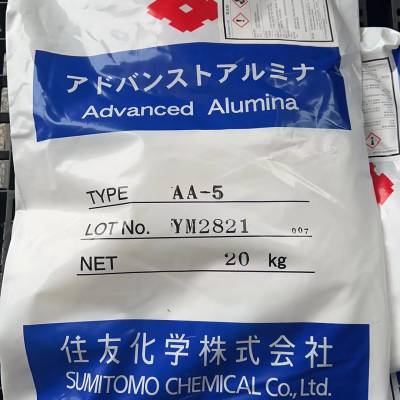 アドバンストアルミナ
Advanced Alumina
TYPE AA-5
LOT No. YM2821 007
NET 20 kg
住友化学株式会社
SUMITOMO CHEMICAL Co., Ltd.